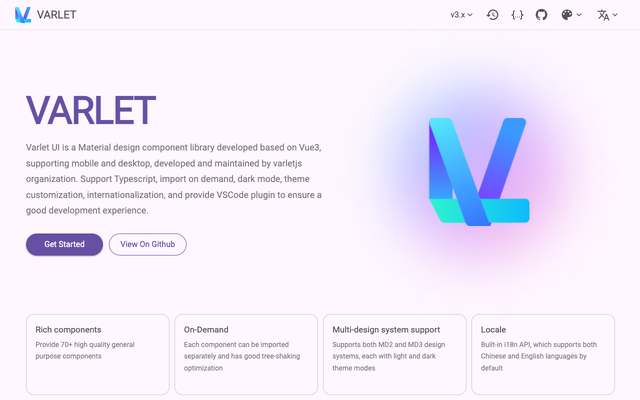 VARLET
v3.x
{..}
VARLET
Varlet UI is a Material design component library developed based on Vue3,
supporting mobile and desktop, developed and maintained by varletjs
organization. Support Typescript, import on demand, dark mode, theme
customization, internationalization, and provide VSCode plugin to ensure a
good development experience.
Get Started
View On Github
Rich components
Provide 70+ high quality general
purpose components
On-Demand
Each component can be imported
separately and has good tree-shaking
optimization
Multi-design system support
Supports both MD2 and MD3 design
systems, each with light and dark
theme modes
Locale
Built-in i18n API, which supports both
Chinese and English languages by
default